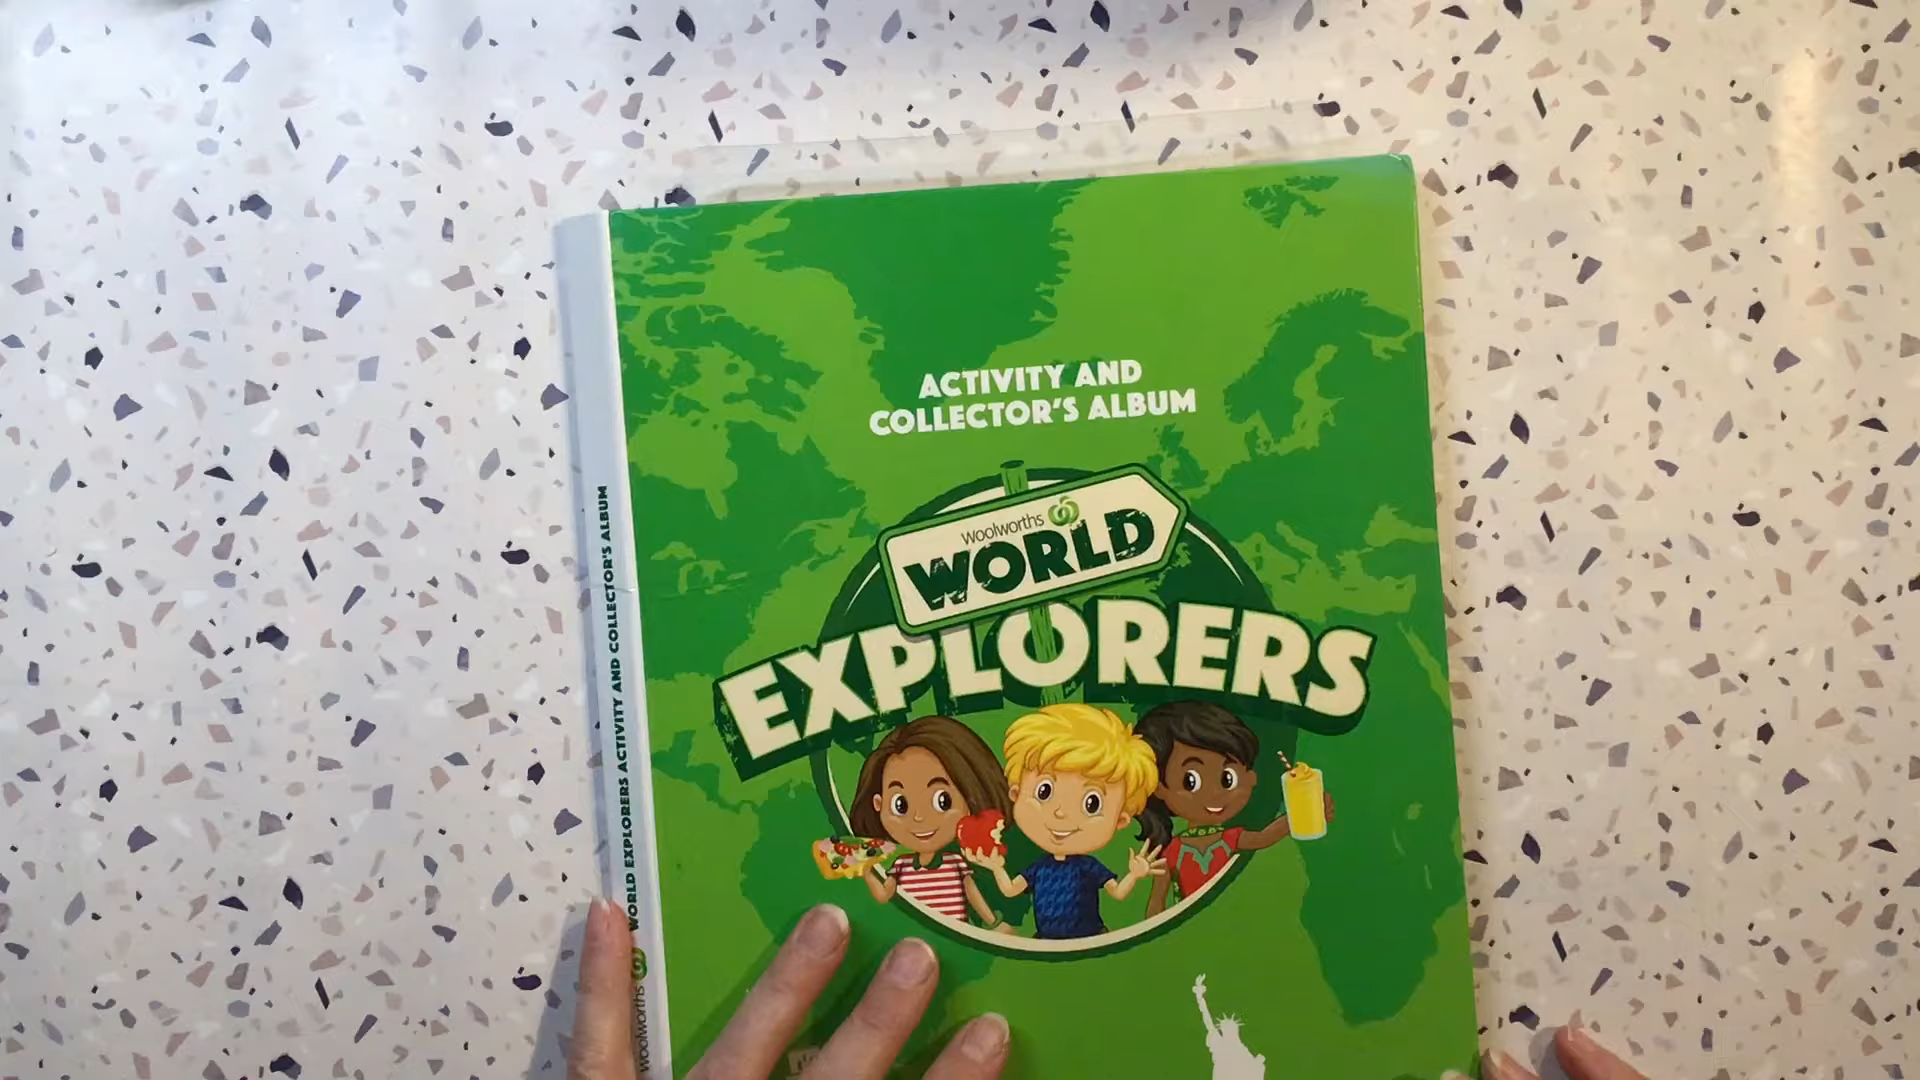 ACTIVITY AND
COLLECTOR'S ALBUM
woolworths
WORLD
EXPLORERS
woolworths WORLD EXPLORERS ACTIVITY AND COLLECTOR'S ALBUM